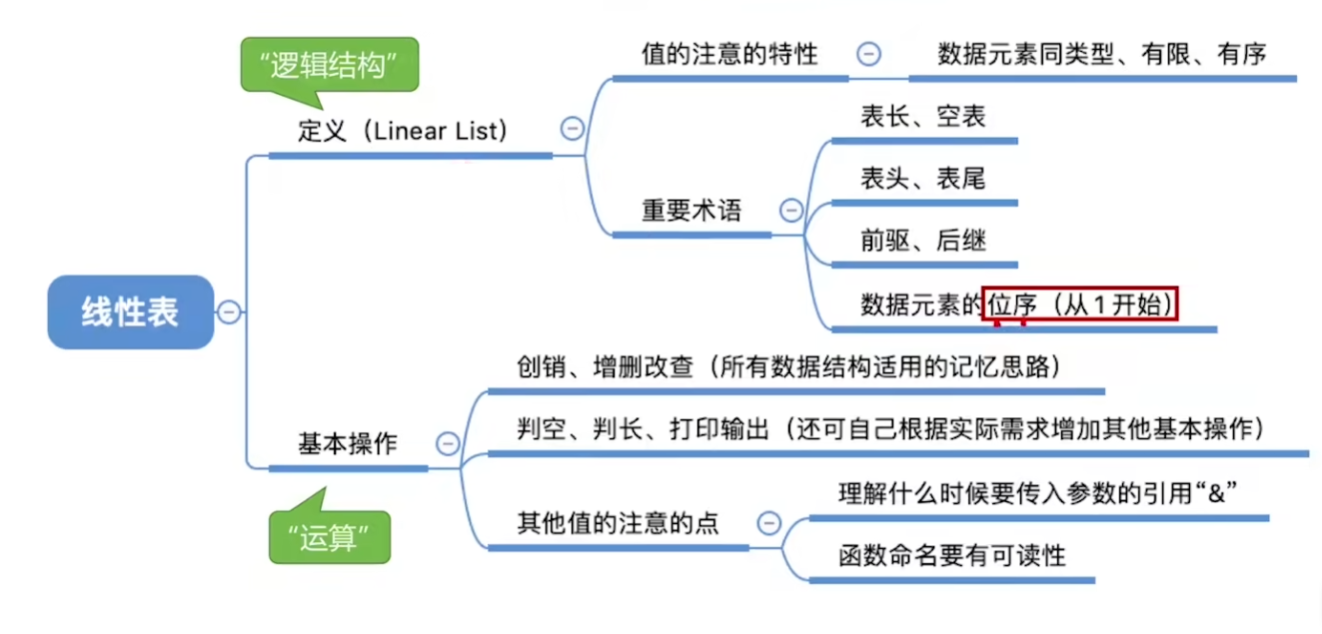 “逻辑结构”
值的注意的特性
数据元素同类型、有限、有序
定义（Linear List）
表长、空表
表头、表尾
重要术语
前驱、后继
数据元素的位序（从1开始）
线性表
创销、增删改查（所有数据结构适用的记忆思路）
判空、判长、打印输出（还可自己根据实际需求增加其他基本操作）
基本操作
理解什么时候要传入参数的引用“&”
其他值的注意的点
“运算”
函数命名要有可读性